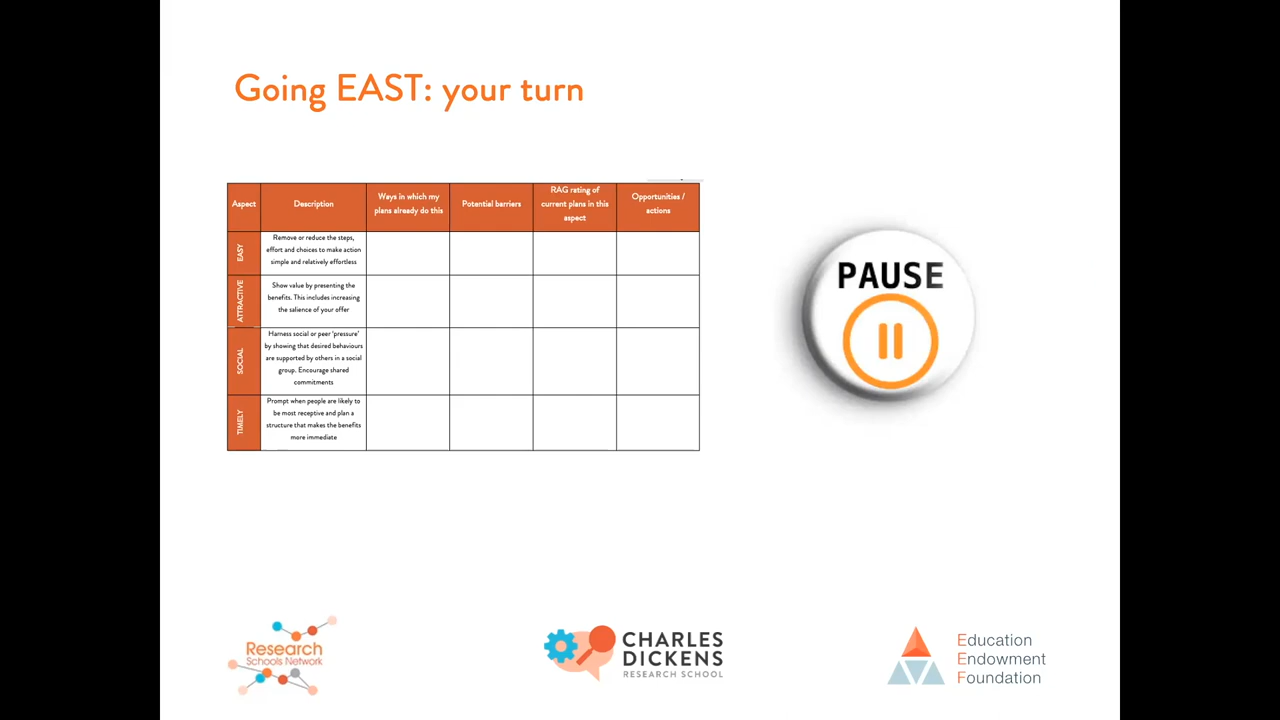 Going EAST: your turn
Aspect
Description
Ways in which my
plans already do this
Potential barriers
RAG rating of
current plans in this
aspect
Opportunities /
actions
EASY
Remove or reduce the steps,
effort and choices to make action
simple and relatively effortless
ATTRACTIVE
Show value by presenting the
benefits. This includes increasing
the salience of your offer
SOCIAL
Harness social or peer ‘pressure’
by showing that desired behaviours
are supported by others in a social
group. Encourage shared
commitments
TIMELY
Prompt when people are likely to
be most receptive and plan a
structure that makes the benefits
more immediate
PAUSE
Research
Schools Network
CHARLES
DICKENS
RESEARCH SCHOOL
Education
Endowment
Foundation